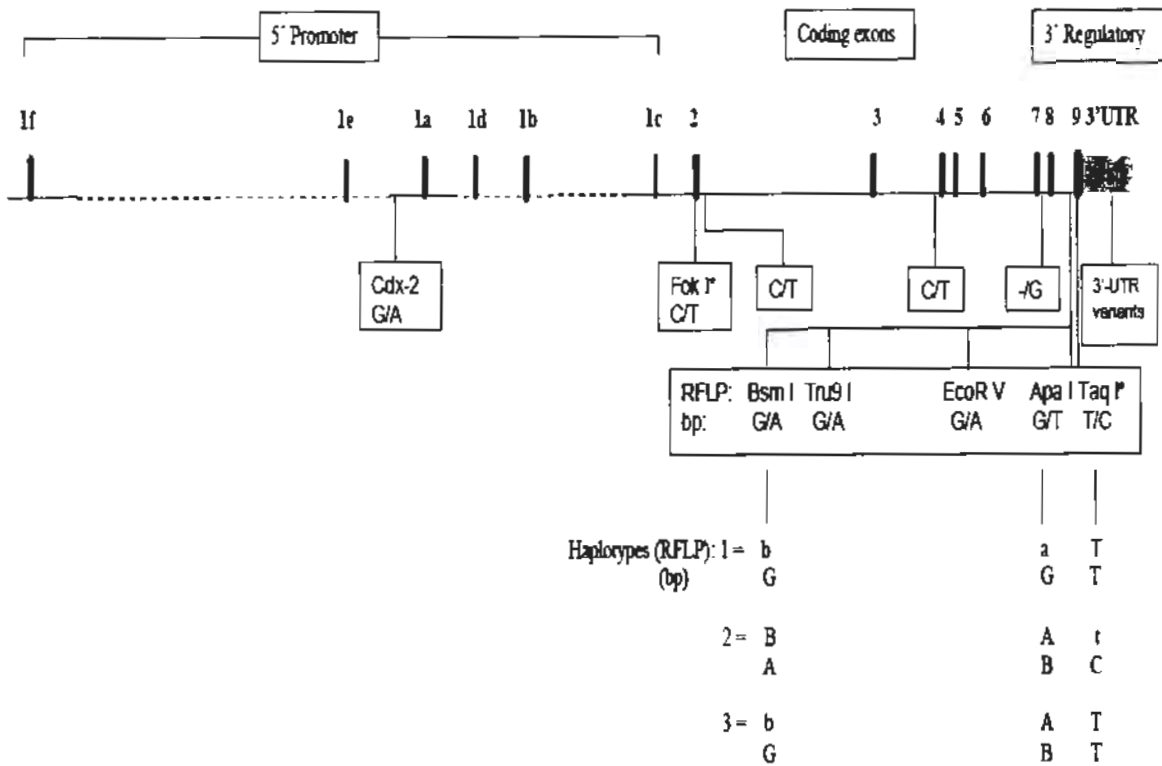 5´ Promoter Coding exons 3´ Regulatory
1f 1e 1a 1d 1b 1c 2 3 4 5 6 7 8 9 3’UTR
Cdx-2 Fok I* C/T C/T -/G 3'-UTR
G/A C/T variants
RFLP: Bsm I Tru9 I EcoR V Apa I Taq I*
bp: G/A G/A G/A G/T T/C
Haplorypes (RFLP): 1 = b a T
(bp) G G T
2 = B A t
A B C
3 = b A T
G B T